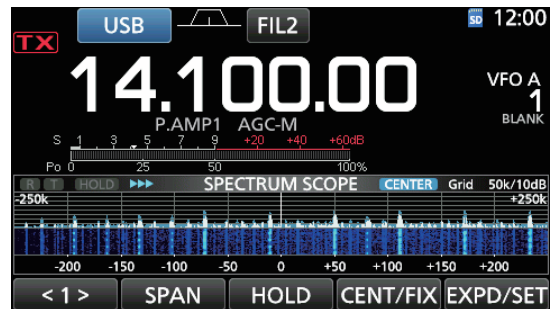 USB FIL2 SD 12:00
TX
14.100.00 VFO A
1
P.AMP1 AGC-M BLANK
S 1 3 5 7 9 +20 +40 +60dB
Po 0 25 50 100%
R T HOLD SPECTRUM SCOPE CENTER Grid 50k/10dB
-250k +250k
-200 -150 -100 -50 0 +50 +100 +150 +200
< 1 > SPAN HOLD CENT/FIX EXPD/SET